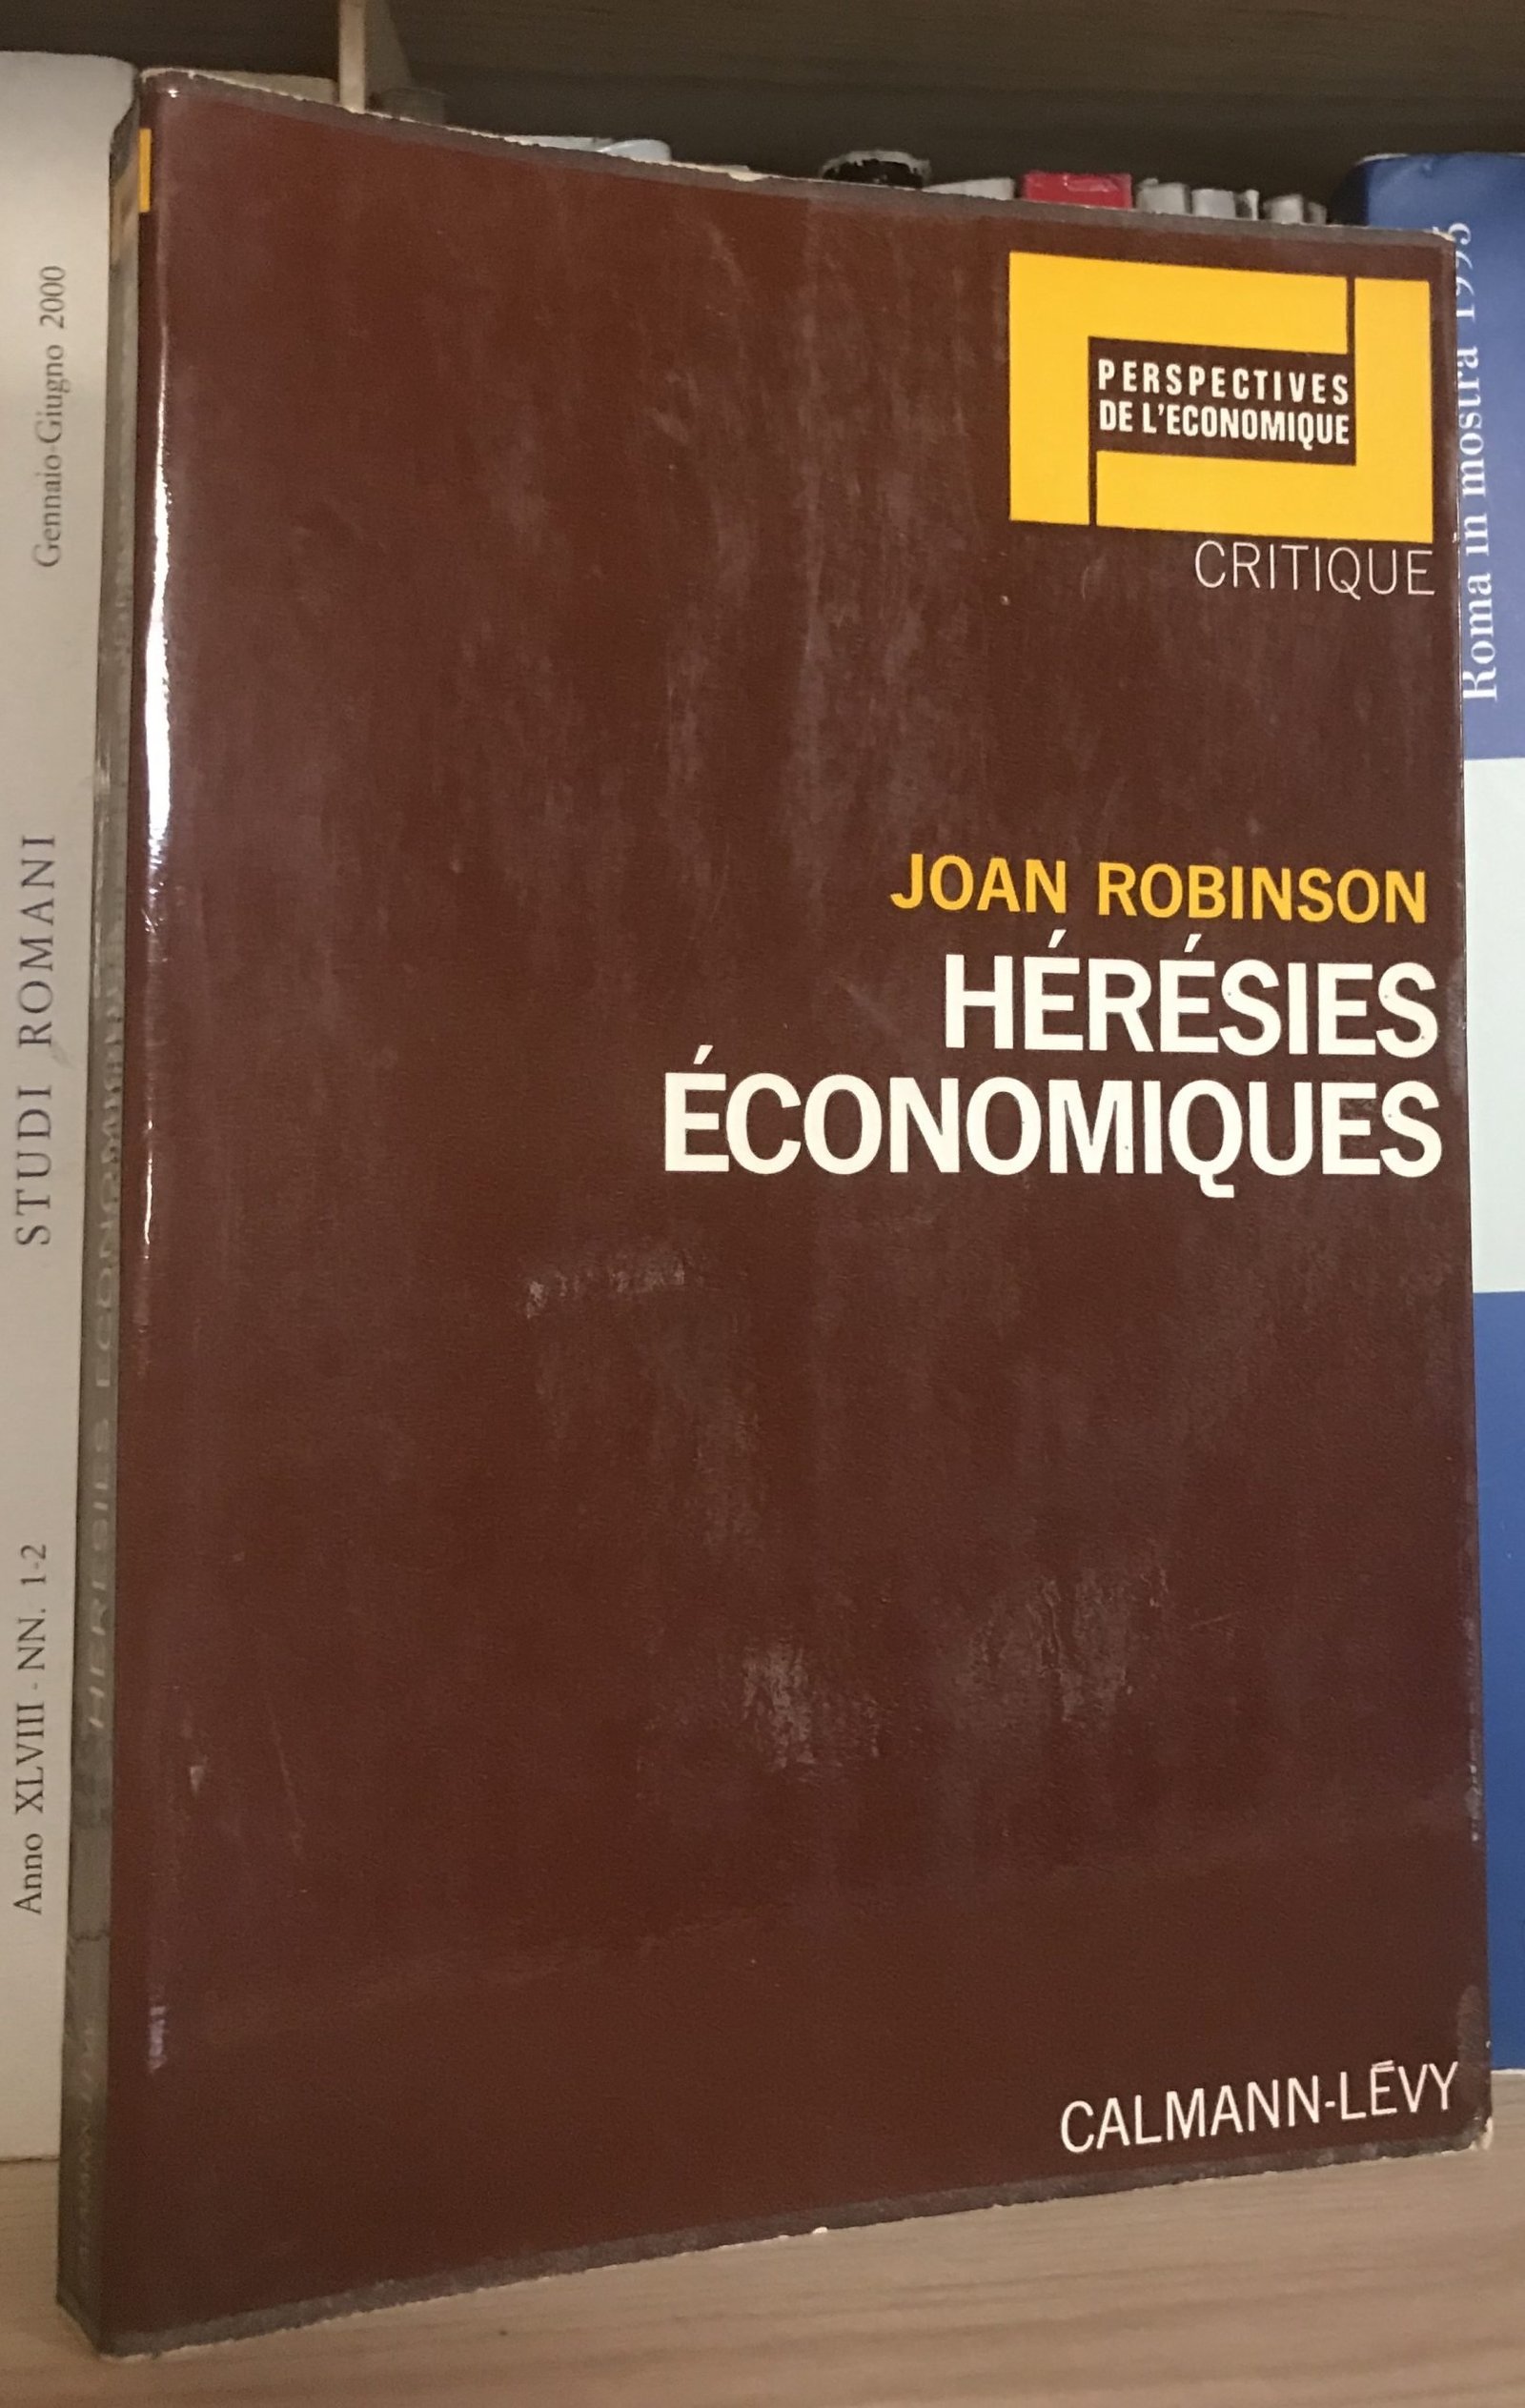 PERSPECTIVES
DE L'ECONOMIQUE
CRITIQUE
JOAN ROBINSON
HÉRÉSIES
ÉCONOMIQUES
CALMANN-LÉVY
Anno XLVIII - NN. 1-2
STUDI ROMANI
Gennaio-Giugno 2000
Roma in mostra 1995